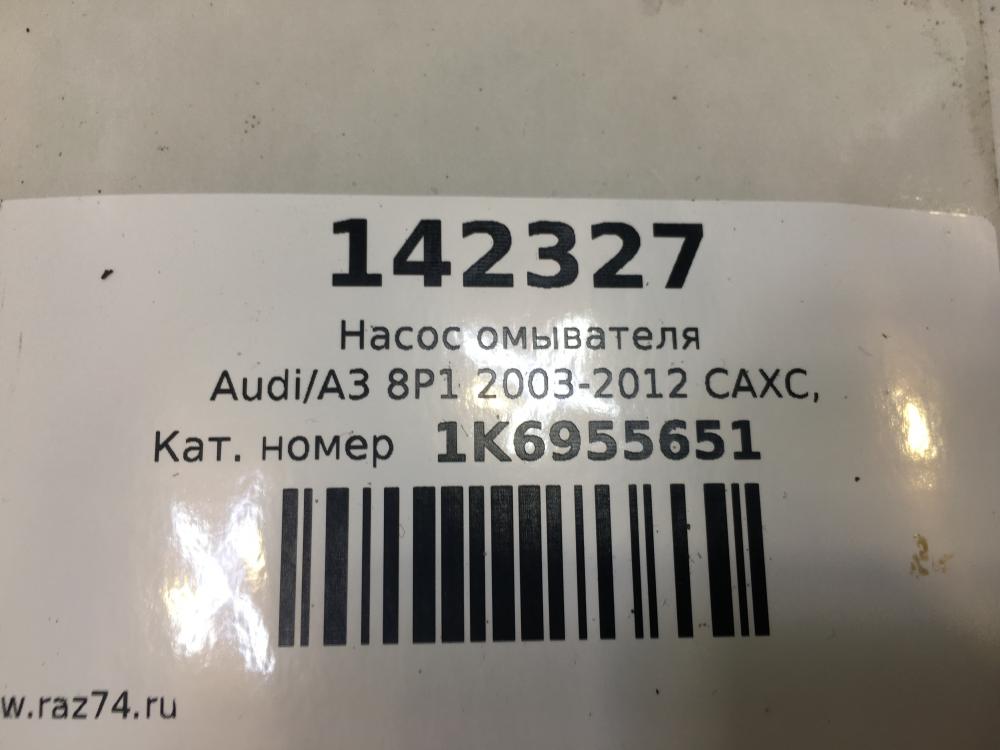 142327
Насос омывателя
Audi/A3 8P1 2003-2012 CAXC,
Кат. номер 1K6955651
w.raz74.ru